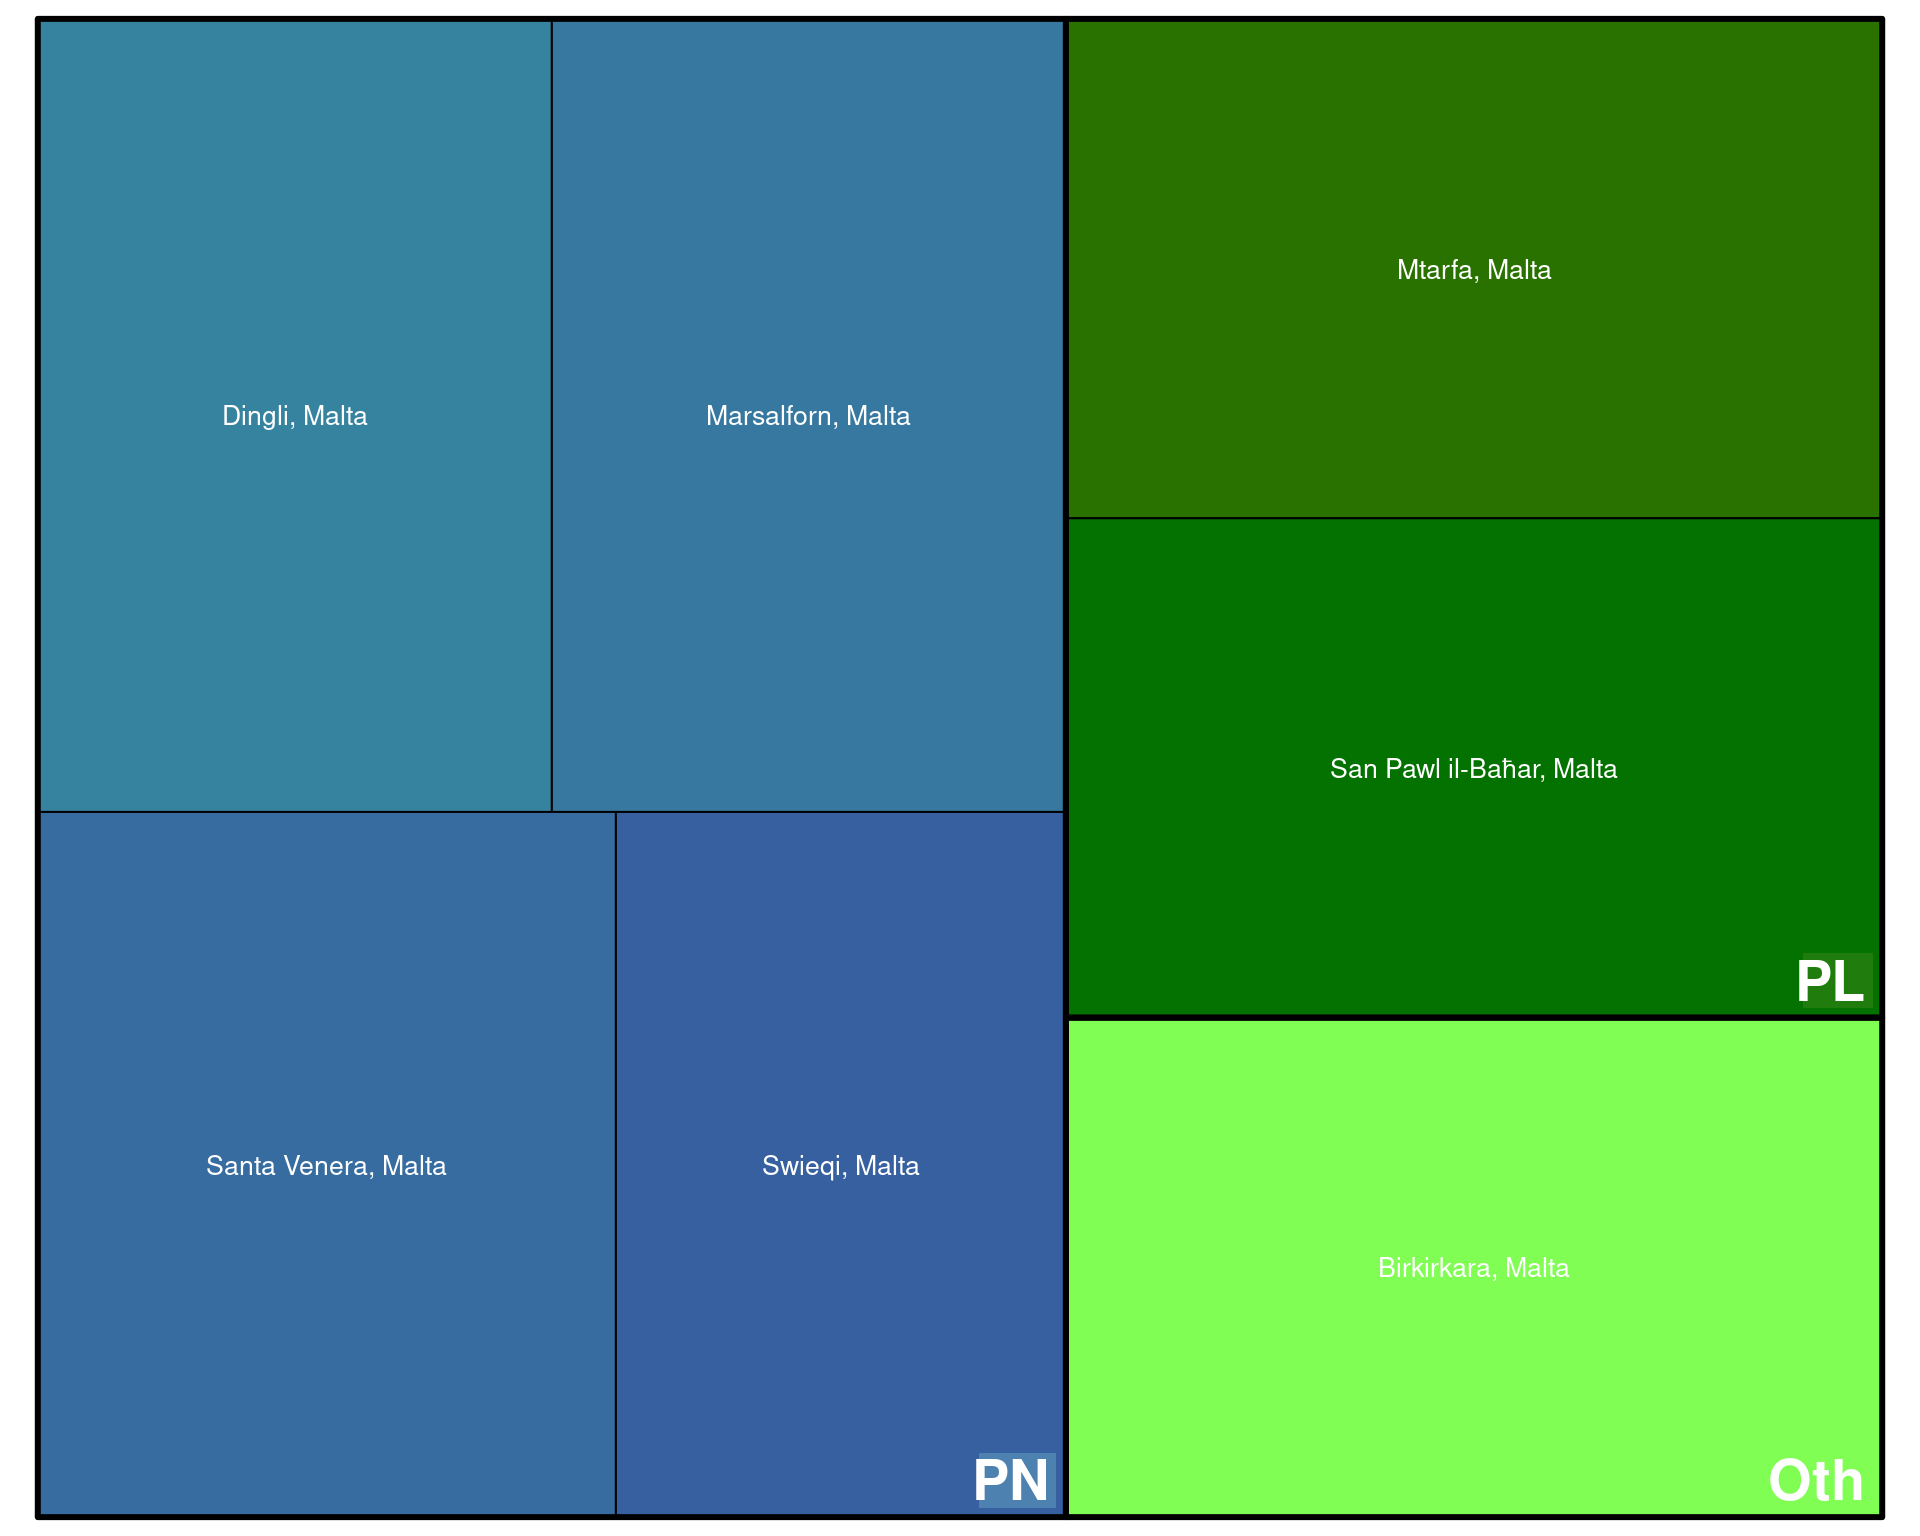 Dingli, Malta
Marsalforn, Malta
Mtarfa, Malta
San Pawl il-Baħar, Malta
PL
Santa Venera, Malta
Swieqi, Malta
PN
Birkirkara, Malta
Oth